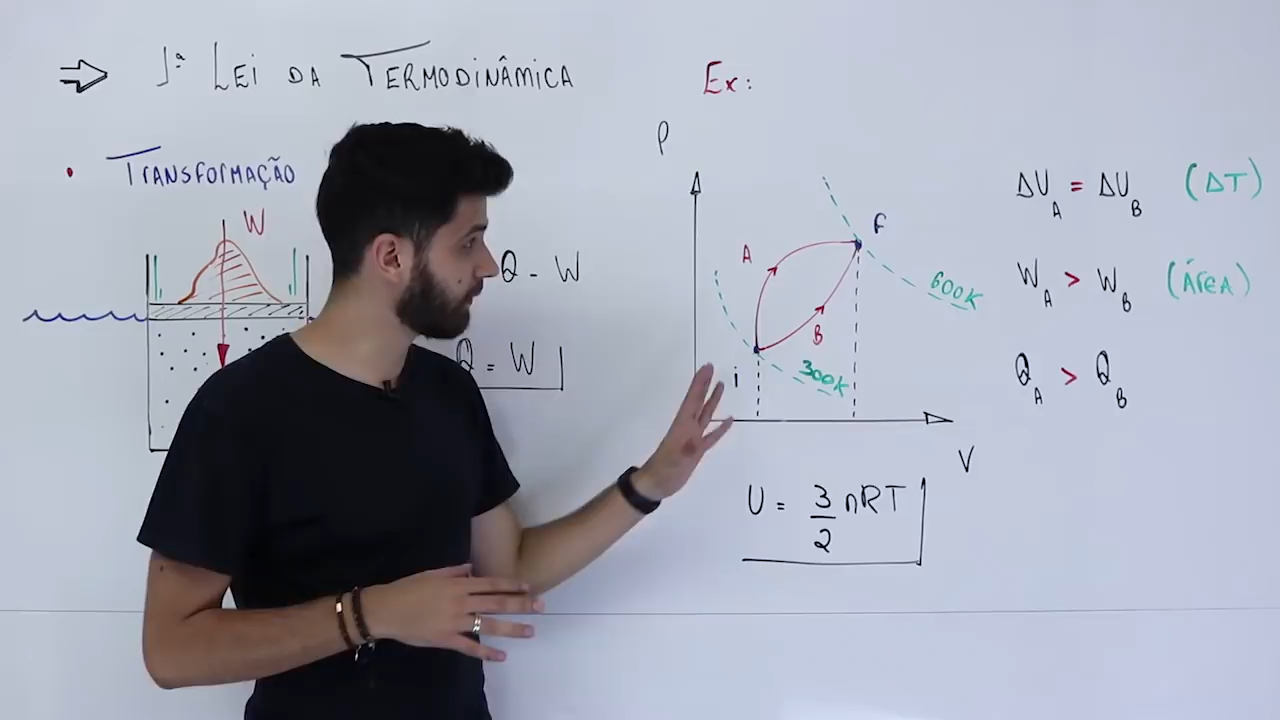 ⇒ 1ª LEI DA TERMODINÂMICA
• TRANSFORMAÇÃO
W
Q - W
Q = W
Ex:
P
A
B
f
i
600K
300K
V
U = 3/2 nRT
ΔU_A = ΔU_B (ΔT)
W_A > W_B (ÁREA)
Q_A > Q_B